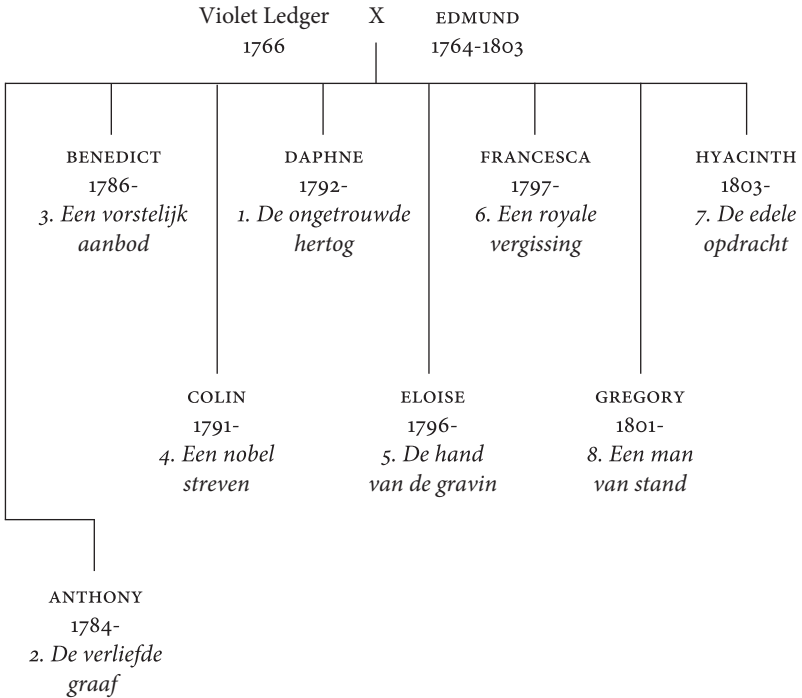 Violet Ledger X EDMUND
1766 1764-1803
BENEDICT
1786-
3. Een vorstelijk
aanbod
DAPHNE
1792-
1. De ongetrouwde
hertog
FRANCESCA
1797-
6. Een royale
vergissing
HYACINTH
1803-
7. De edele
opdracht
COLIN
1791-
4. Een nobel
streven
ELOISE
1796-
5. De hand
van de gravin
GREGORY
1801-
8. Een man
van stand
ANTHONY
1784-
2. De verliefde
graaf